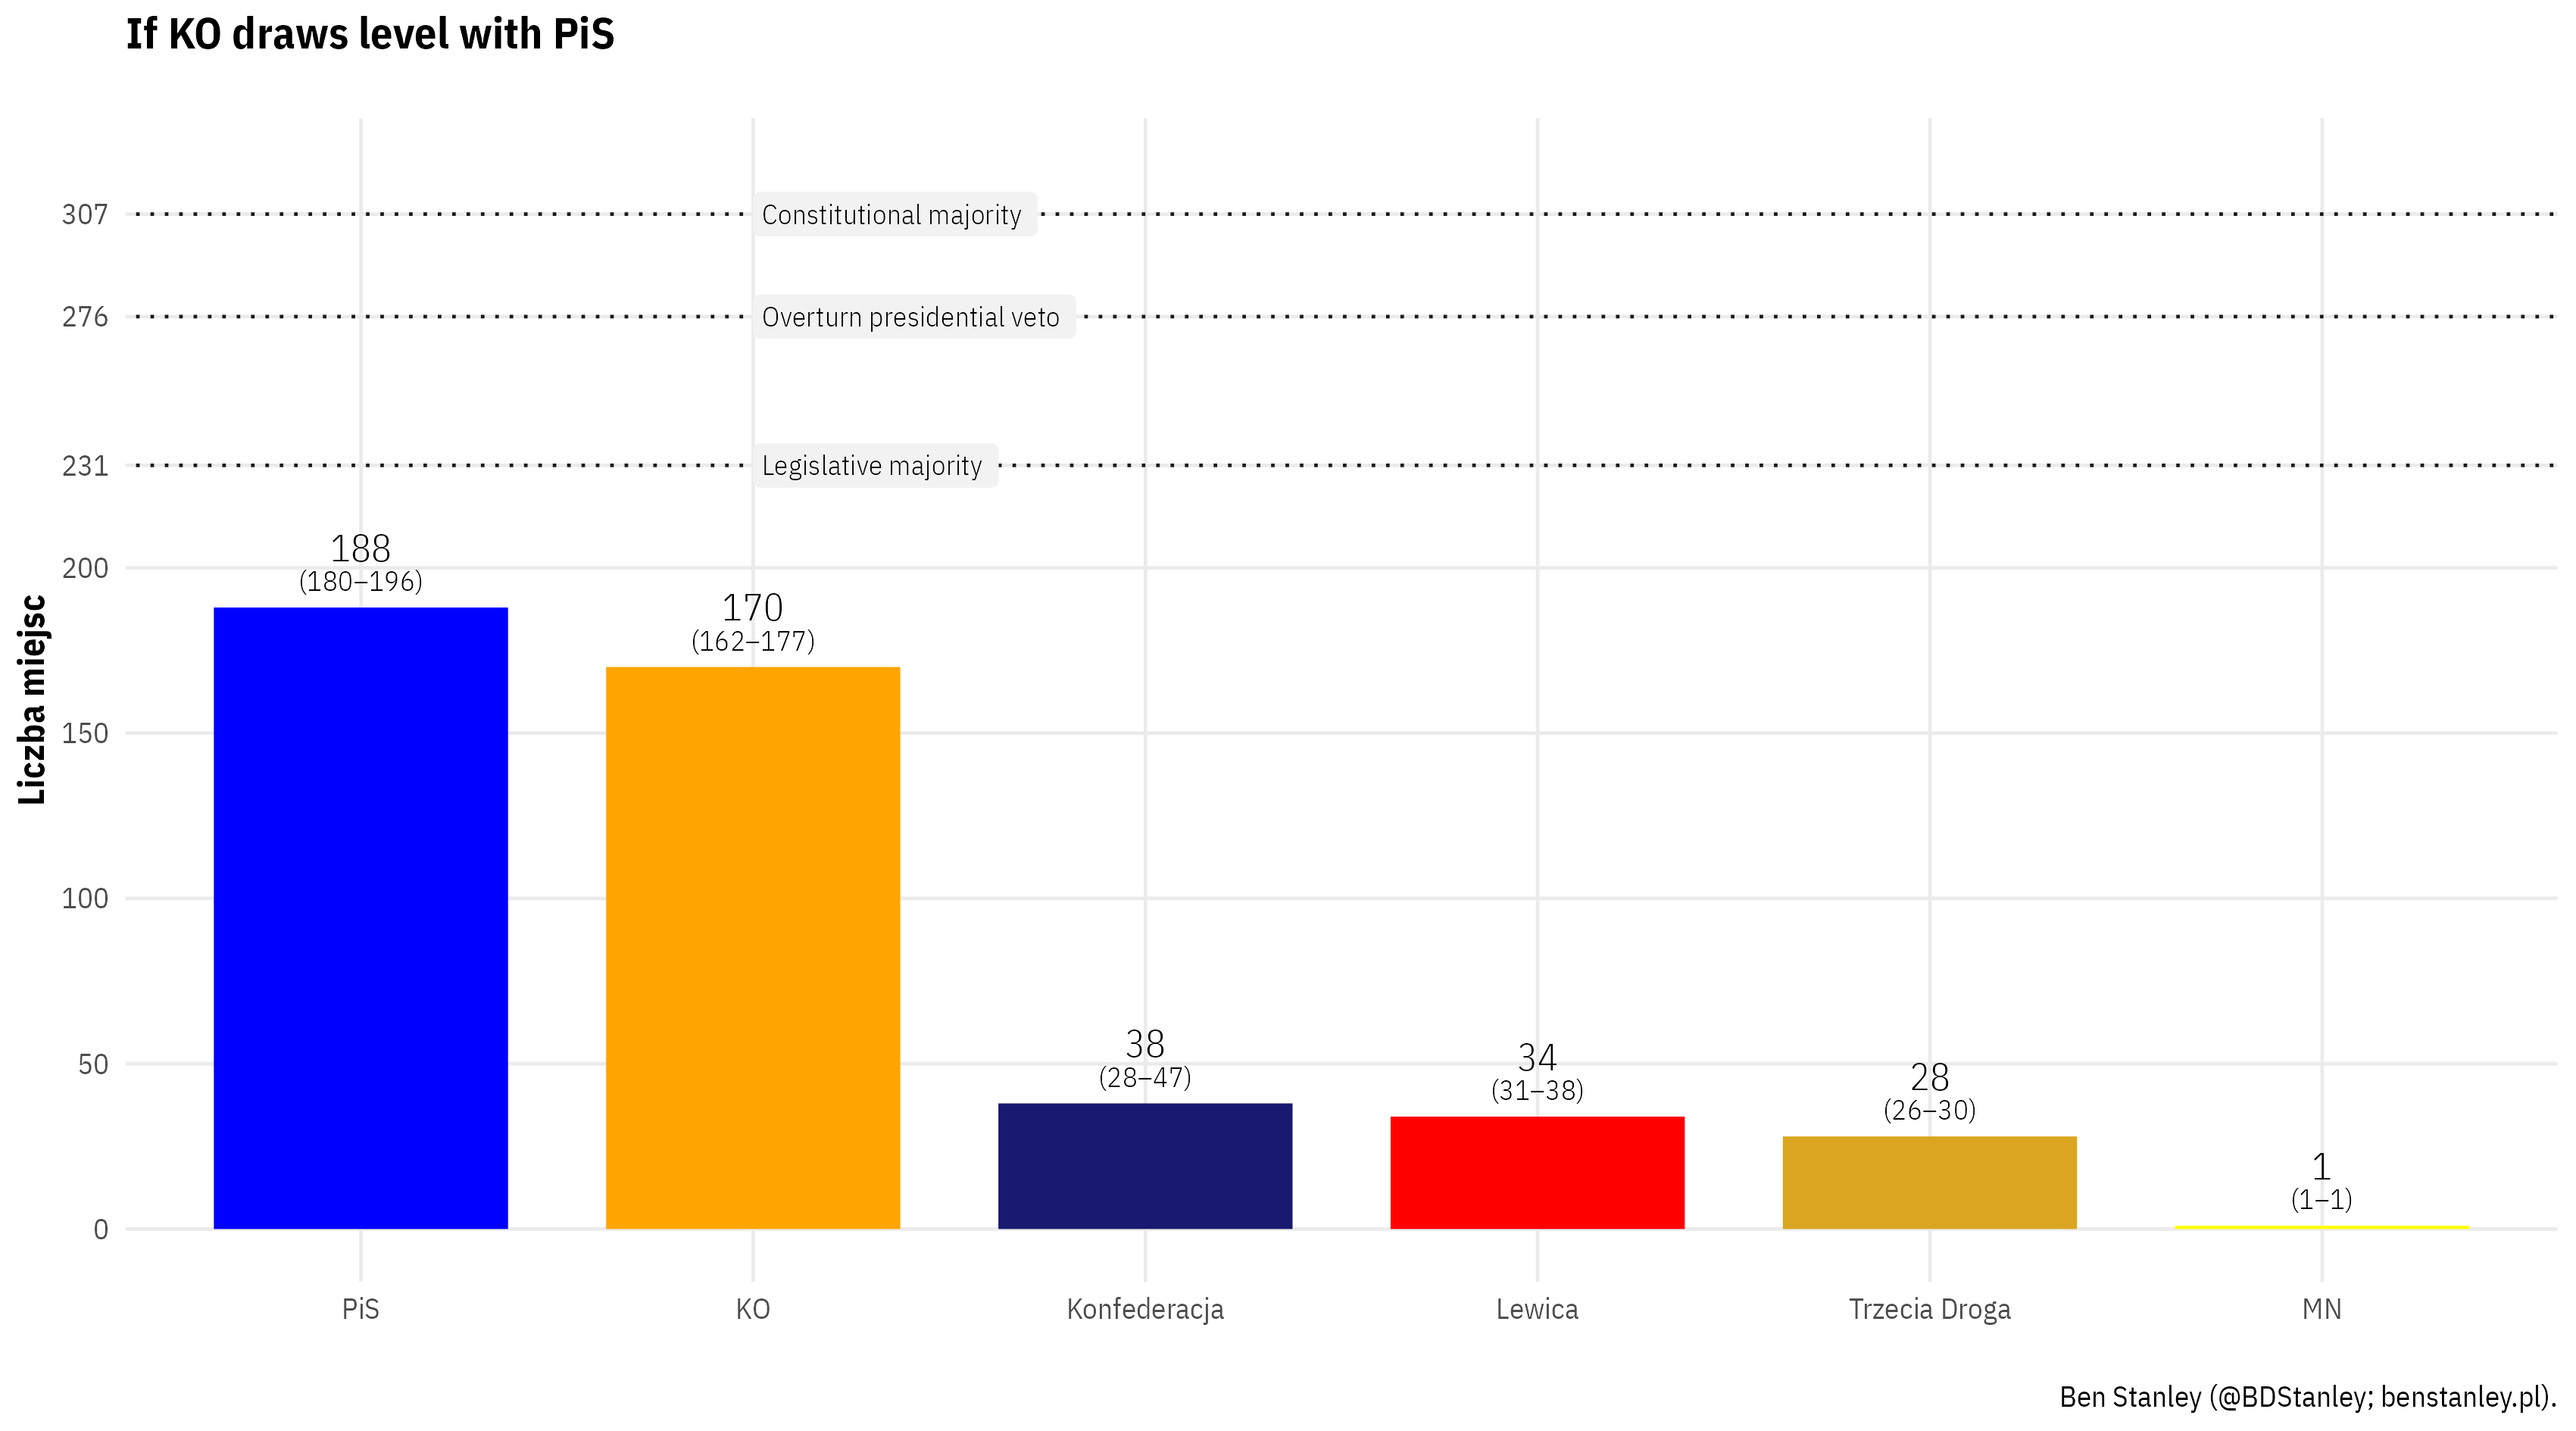 If KO draws level with PiS
307
Constitutional majority
276
Overturn presidential veto
231
Legislative majority
188
(180–196)
200
170
(162–177)
150
100
50
0
38
(28–47)
34
(31–38)
28
(26–30)
1
(1–1)
Liczba miejsc
PiS
KO
Konfederacja
Lewica
Trzecia Droga
MN
Ben Stanley (@BDStanley; benstanley.pl).